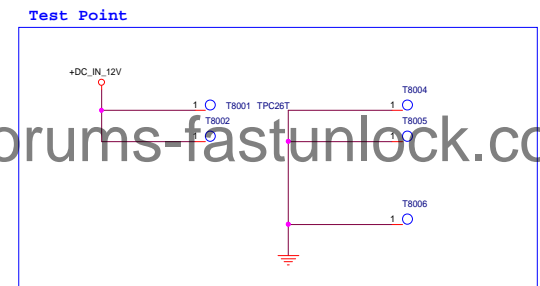 Test Point
+DC_IN_12V
T8004
1 T8001 TPC26T 1
T8002 T8005
1 1
orums-fastunlock.co
T8006
1